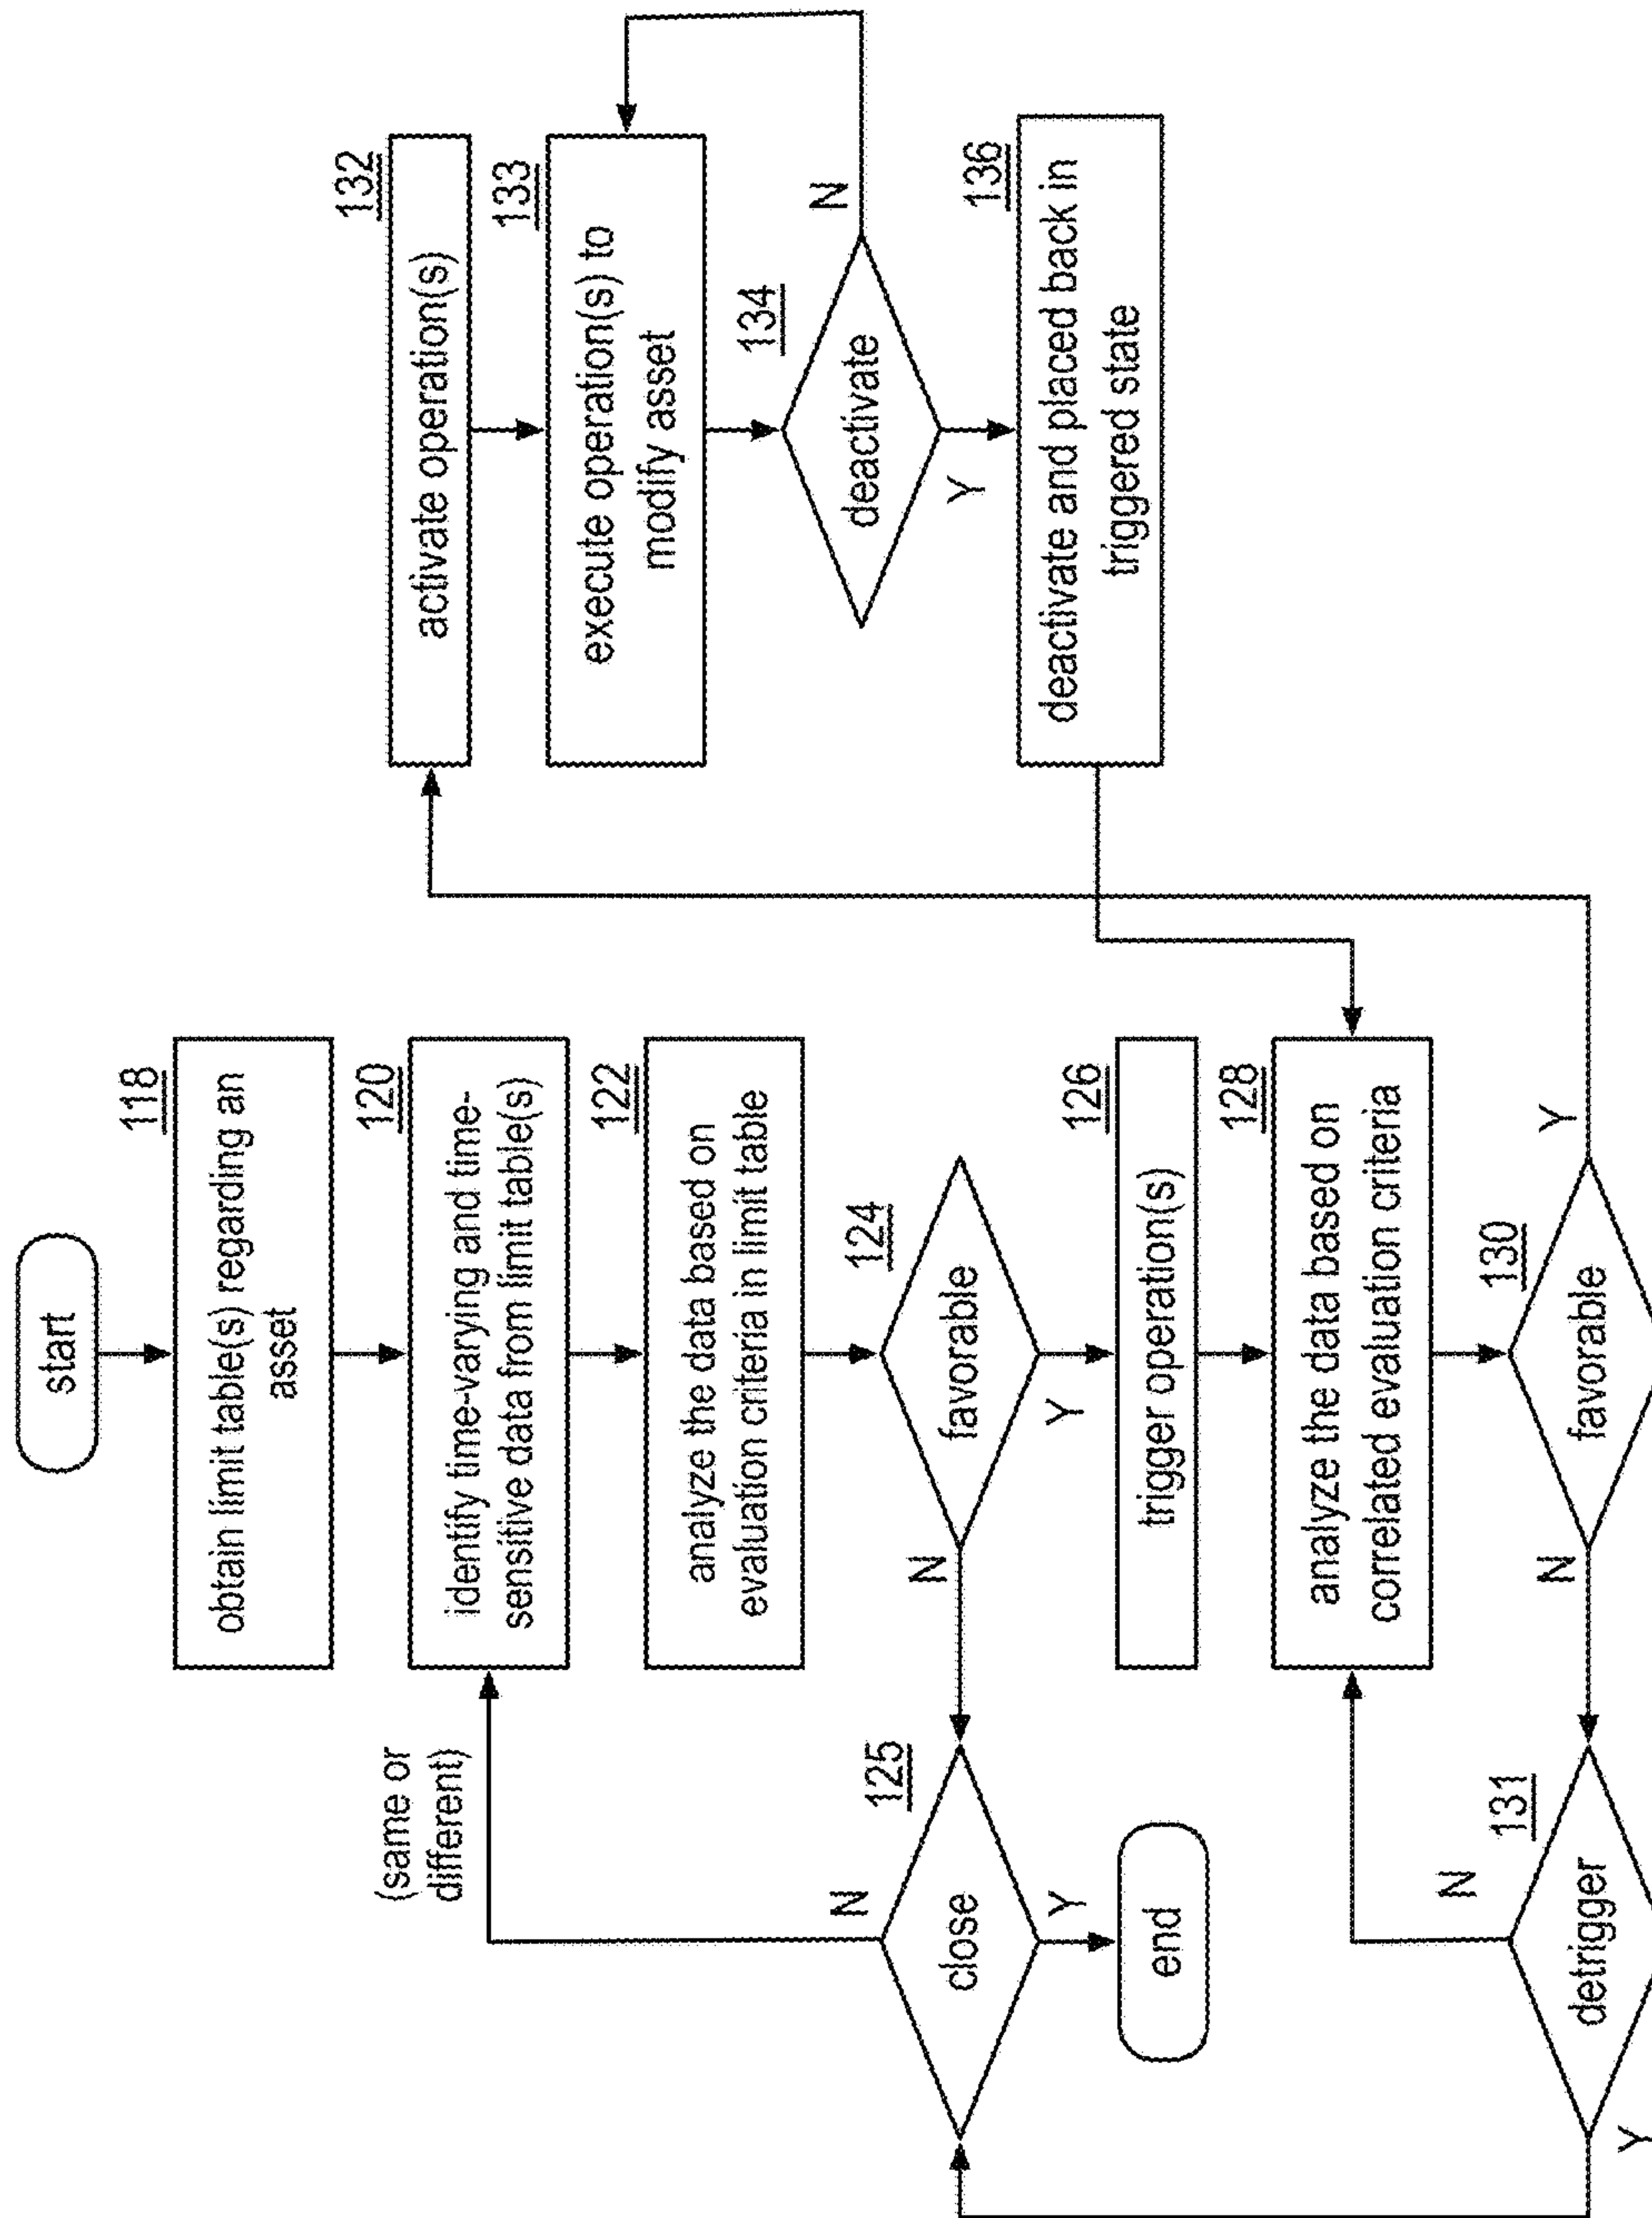 start
118
obtain limit table(s) regarding an
asset
120
identify time-varying and time-
sensitive data from limit table(s)
(same or
different)
122
analyze the data based on
evaluation criteria in limit table
124
favorable
N
Y
125
close
N
Y
end
126
trigger operation(s)
128
analyze the data based on
correlated evaluation criteria
130
favorable
N
Y
131
detrigger
N
Y
132
activate operation(s)
133
execute operation(s) to
modify asset
134
deactivate
N
Y
136
deactivate and placed back in
triggered state